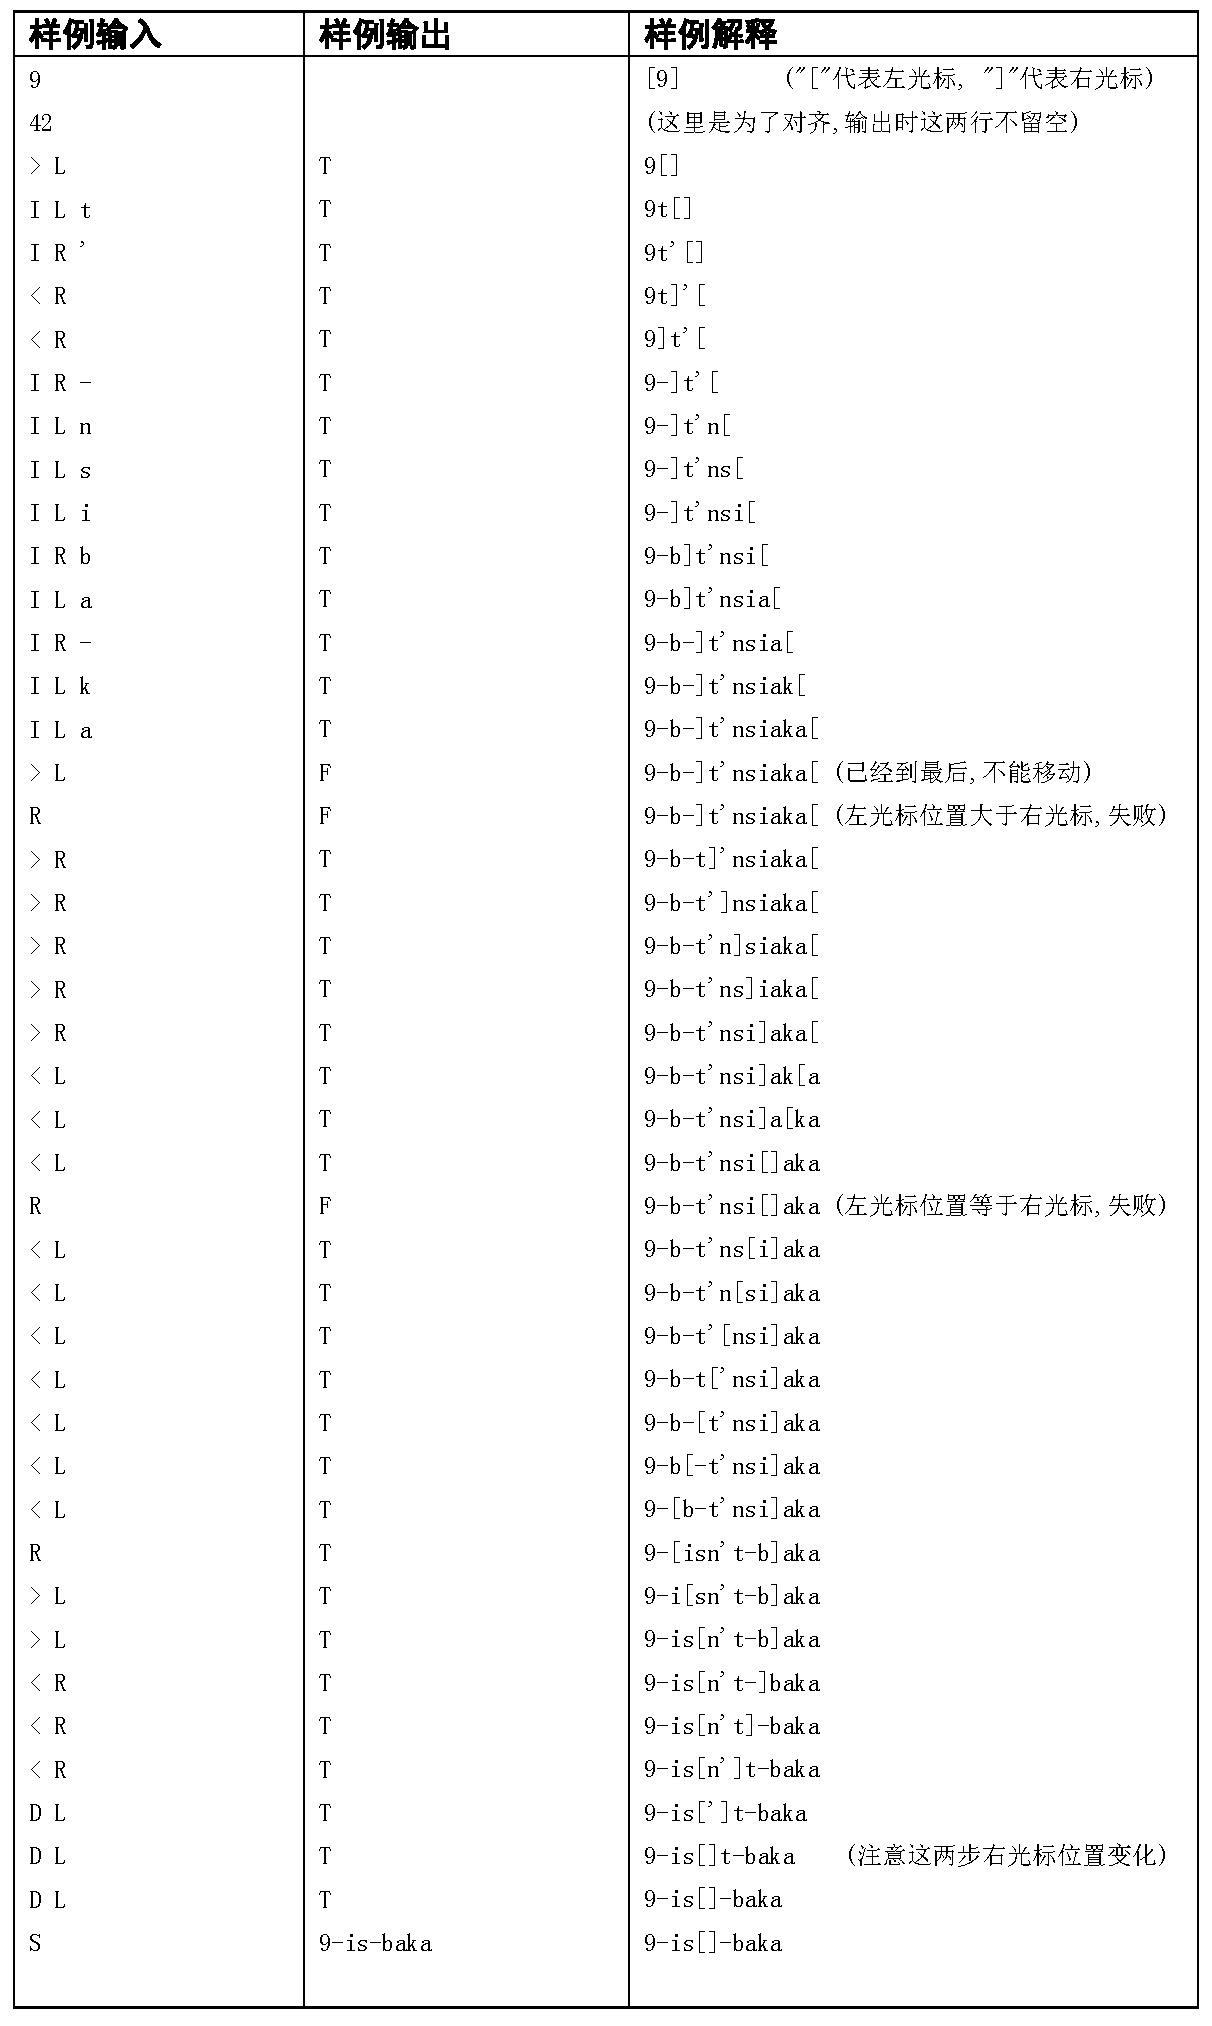 样例输入 样例输出 样例解释
9 [9] ("["代表左光标, "]"代表右光标)
42 (这里是为了对齐,输出时这两行不留空)
> L T 9[]
I L t T 9t[]
I R ' T 9t'[]
< R T 9t]'[
< R T 9]t'[
I R - T 9-]t'[
I L n T 9-]t'n[
I L s T 9-]t'ns[
I L i T 9-]t'nsi[
I R b T 9-b]t'nsi[
I L a T 9-b]t'nsia[
I R - T 9-b-]t'nsia[
I L k T 9-b-]t'nsiak[
I L a T 9-b-]t'nsiaka[
> L F 9-b-]t'nsiaka[ (已经到最后,不能移动)
R F 9-b-]t'nsiaka[ (左光标位置大于右光标,失败)
> R T 9-b-t]'nsiaka[
> R T 9-b-t']nsiaka[
> R T 9-b-t'n]siaka[
> R T 9-b-t'ns]iaka[
> R T 9-b-t'nsi]aka[
< L T 9-b-t'nsi]ak[a
< L T 9-b-t'nsi]a[ka
< L T 9-b-t'nsi[]aka
R F 9-b-t'nsi[]aka (左光标位置等于右光标,失败)
< L T 9-b-t'ns[i]aka
< L T 9-b-t'n[si]aka
< L T 9-b-t'[nsi]aka
< L T 9-b-t['nsi]aka
< L T 9-b-[t'nsi]aka
< L T 9-b[-t'nsi]aka
< L T 9-[b-t'nsi]aka
R T 9-[isn't-b]aka
> L T 9-i[sn't-b]aka
> L T 9-is[n't-b]aka
< R T 9-is[n't-]baka
< R T 9-is[n't]-baka
< R T 9-is[n']t-baka
D L T 9-is[']t-baka
D L T 9-is[]t-baka (注意这两步右光标位置变化)
D L T 9-is[]-baka
S 9-is-baka 9-is[]-baka